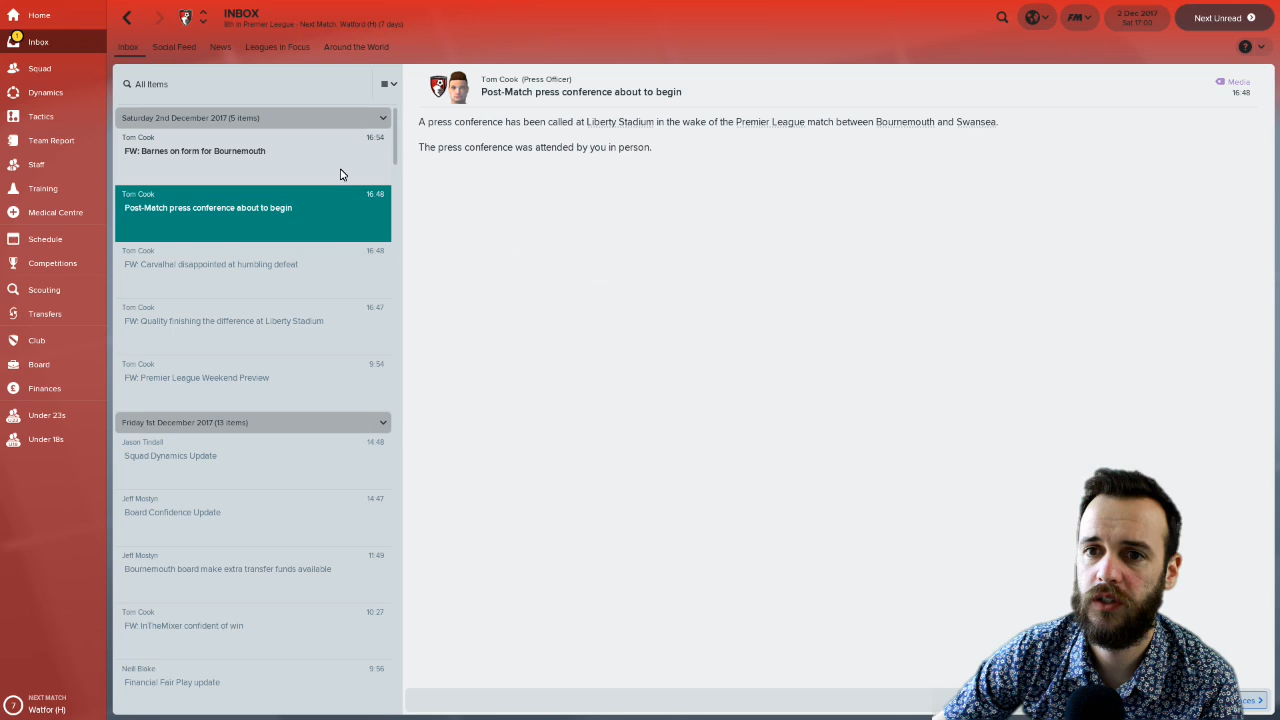 Home
INBOX
8th in Premier League - Next Match: Watford (H) (7 days)
FM
2 Dec 2017
Sat 17:00
Next Unread
1
Inbox
Inbox
Social Feed
News
Leagues in Focus
Around the World
?
Squad
Dynamics
Tactics
Team Report
Staff
Training
Medical Centre
Schedule
Competitions
Scouting
Transfers
Club
Board
Finances
Under 23s
Under 18s
7
NEXT MATCH
Watfor (H)
All Items
Saturday 2nd December 2017 (5 items)
Tom Cook 16:54
FW: Barnes on form for Bournemouth
Tom Cook 16:48
Post-Match press conference about to begin
Tom Cook 16:48
FW: Carvalhal disappointed at humbling defeat
Tom Cook 16:47
FW: Quality finishing the difference at Liberty Stadium
Tom Cook 9:54
FW: Premier League Weekend Preview
Friday 1st December 2017 (13 items)
Jason Tindall 14:48
Squad Dynamics Update
Jeff Mostyn 14:47
Board Confidence Update
Jeff Mostyn 11:49
Bournemouth board make extra transfer funds available
Tom Cook 10:27
FW: InTheMixer confident of win
Neill Blake 9:56
Financial Fair Play update
Tom Cook (Press Officer)
Post-Match press conference about to begin
Media
16:48
A press conference has been called at Liberty Stadium in the wake of the Premier League match between Bournemouth and Swansea.
The press conference was attended by you in person.